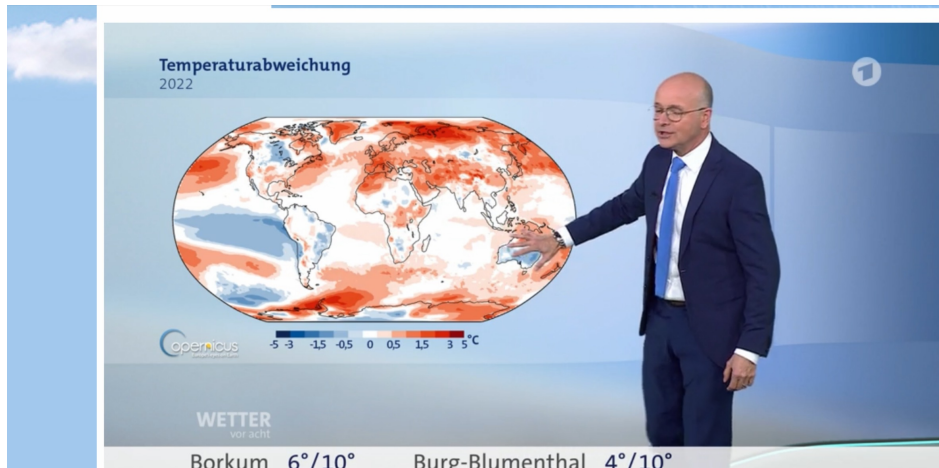 Temperaturabweichung
2022
opernicus
-5 -3 -1,5 -0,5 0 0,5 1,5 3 5 °C
WETTER
vor acht
Borkum 6°/10° Burg-Blumenthal 4°/10°